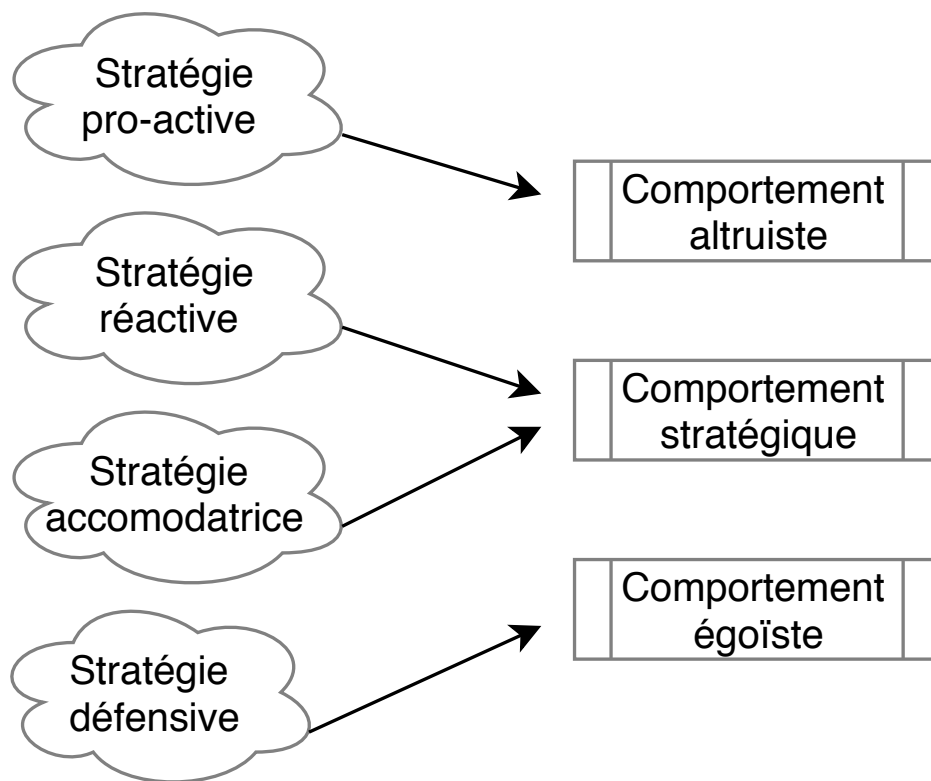 Stratégie
pro-active
Comportement
altruiste
Stratégie
réactive
Comportement
stratégique
Stratégie
accomodatrice
Comportement
égoïste
Stratégie
défensive